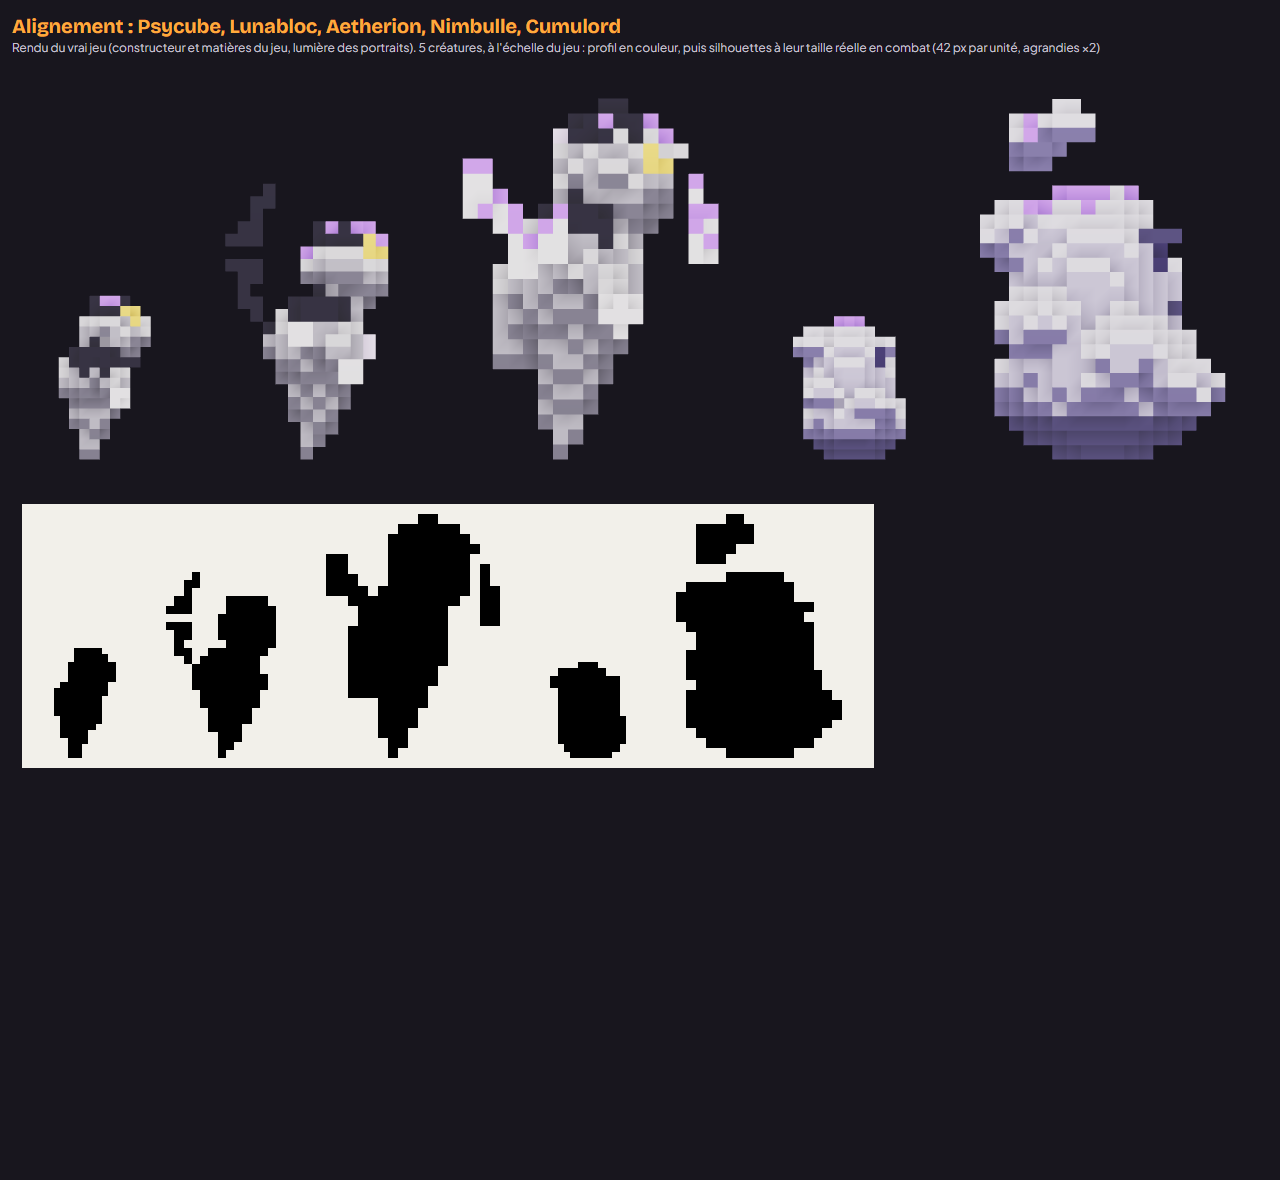 Alignement : Psycube, Lunabloc, Aetherion, Nimbulle, Cumulord
Rendu du vrai jeu (constructeur et matières du jeu, lumière des portraits). 5 créatures, à l'échelle du jeu : profil en couleur, puis silhouettes à leur taille réelle en combat (42 px par unité, agrandies ×2)